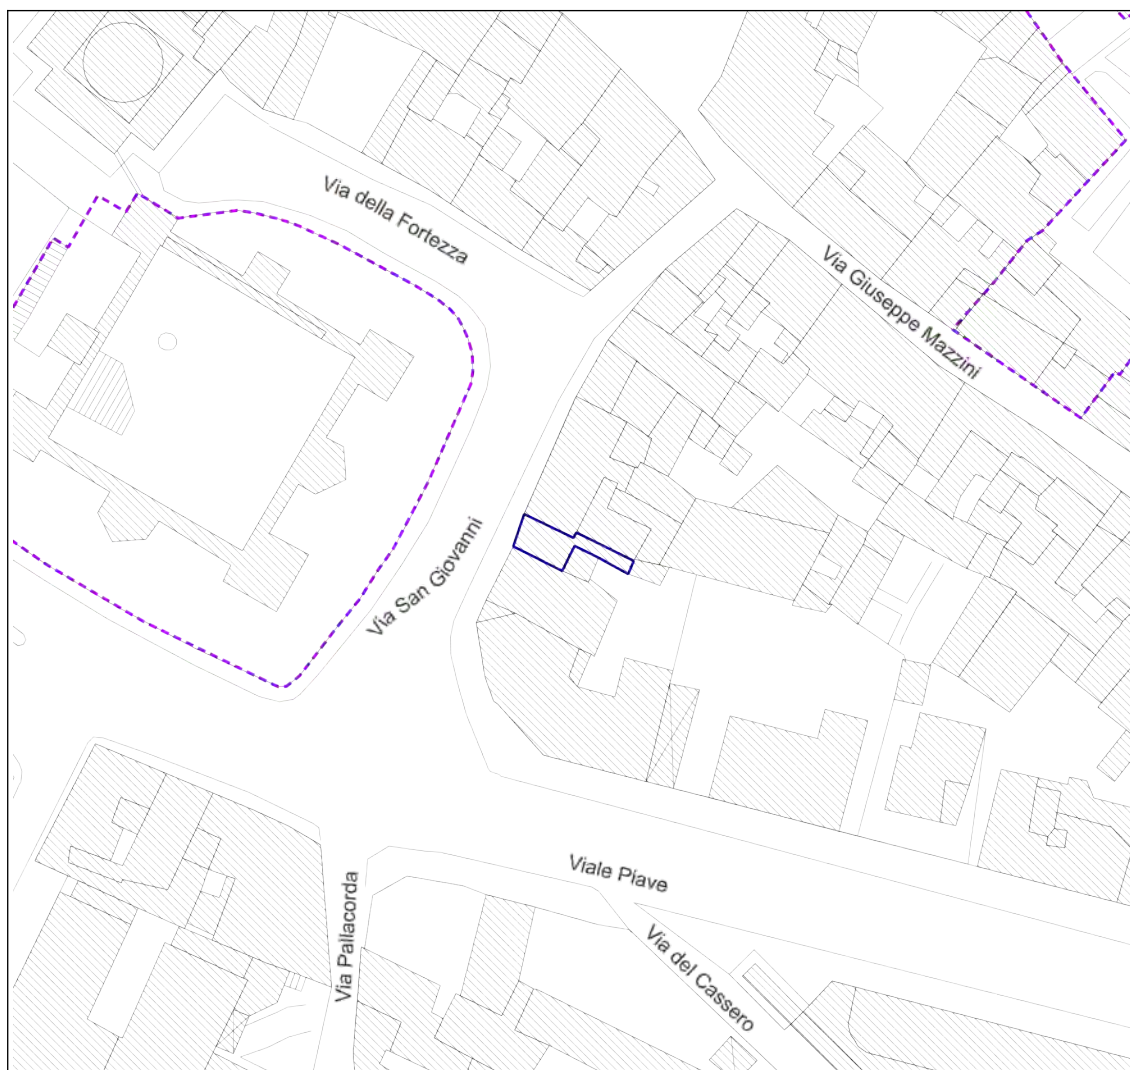 Via della Fortezza
Via Giuseppe Mazzini
Via San Giovanni
Viale Piave
Via Pallacorda
Via del Cassero